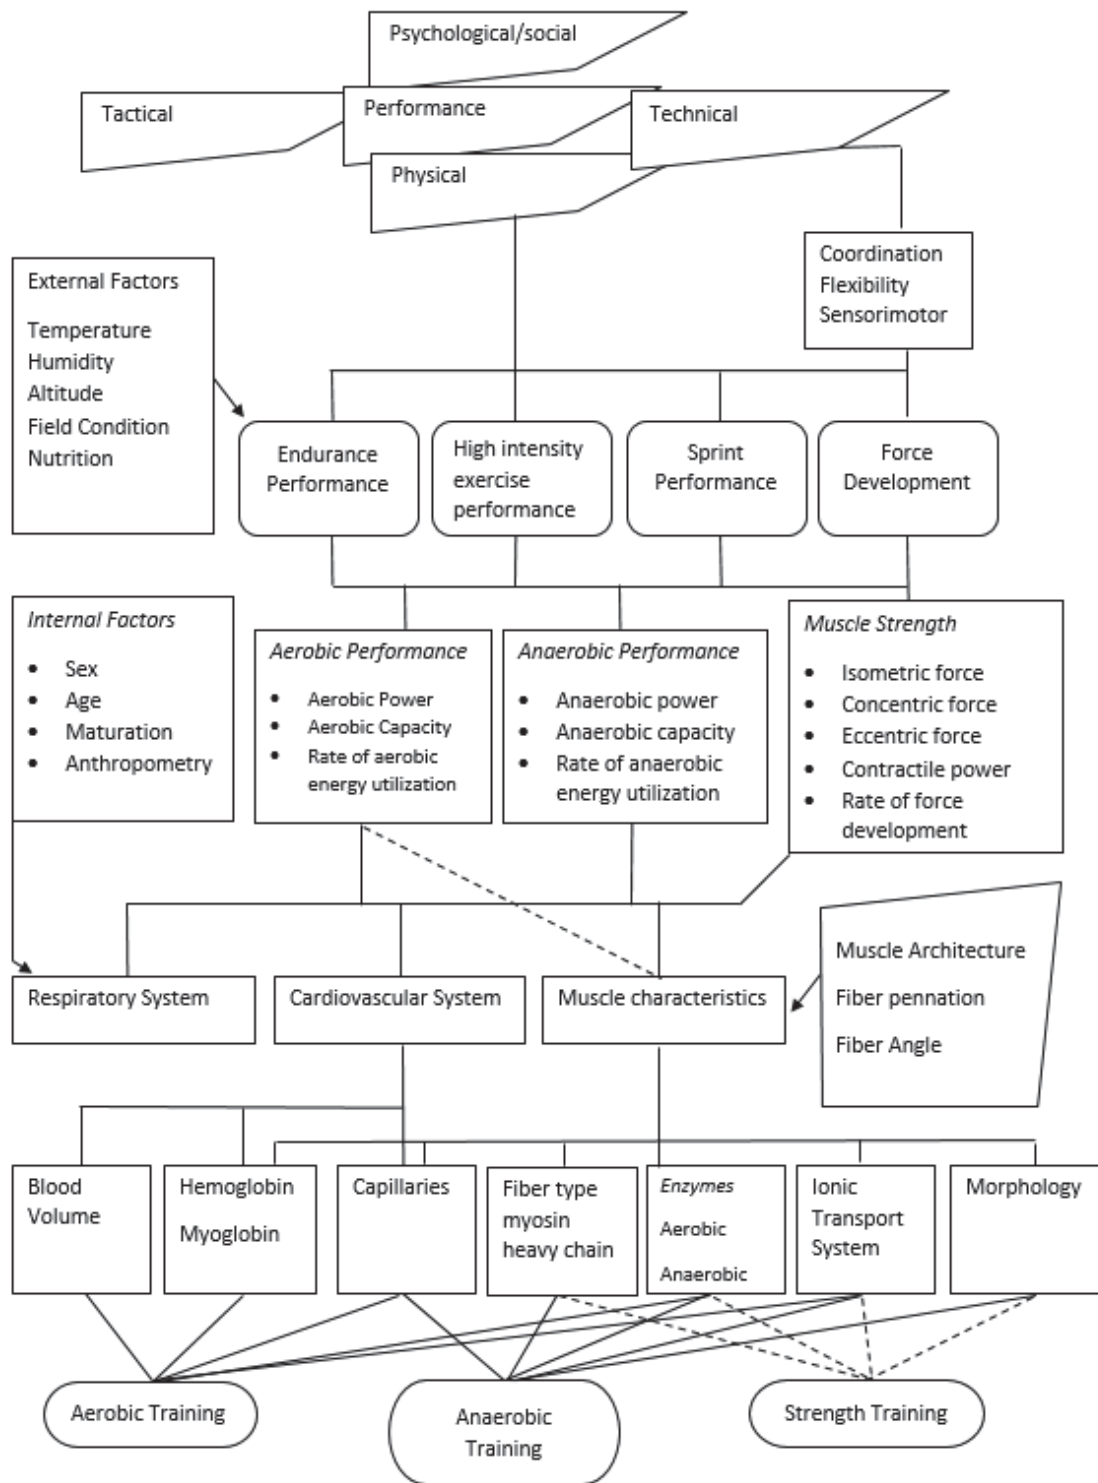 Psychological/social
Tactical
Performance
Technical
Physical
Coordination
Flexibility
Sensorimotor
External Factors
Temperature
Humidity
Altitude
Field Condition
Nutrition
Endurance
Performance
High intensity
exercise
performance
Sprint
Performance
Force
Development
Internal Factors
• Sex
• Age
• Maturation
• Anthropometry
Aerobic Performance
• Aerobic Power
• Aerobic Capacity
• Rate of aerobic
energy utilization
Anaerobic Performance
• Anaerobic power
• Anaerobic capacity
• Rate of anaerobic
energy utilization
Muscle Strength
• Isometric force
• Concentric force
• Eccentric force
• Contractile power
• Rate of force
development
Muscle Architecture
Fiber pennation
Fiber Angle
Respiratory System
Cardiovascular System
Muscle characteristics
Blood
Volume
Hemoglobin
Myoglobin
Capillaries
Fiber type
myosin
heavy chain
Enzymes
Aerobic
Anaerobic
Ionic
Transport
System
Morphology
Aerobic Training
Anaerobic
Training
Strength Training